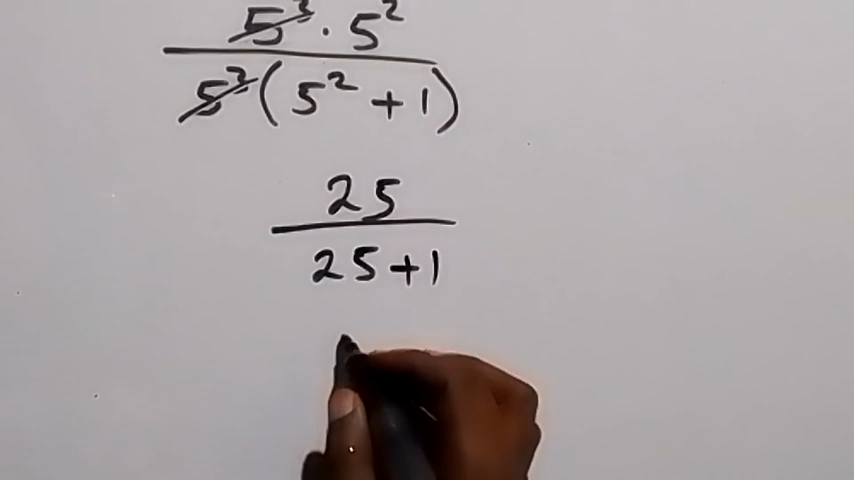 5³ · 5²
5³(5² + 1)
25
25+1